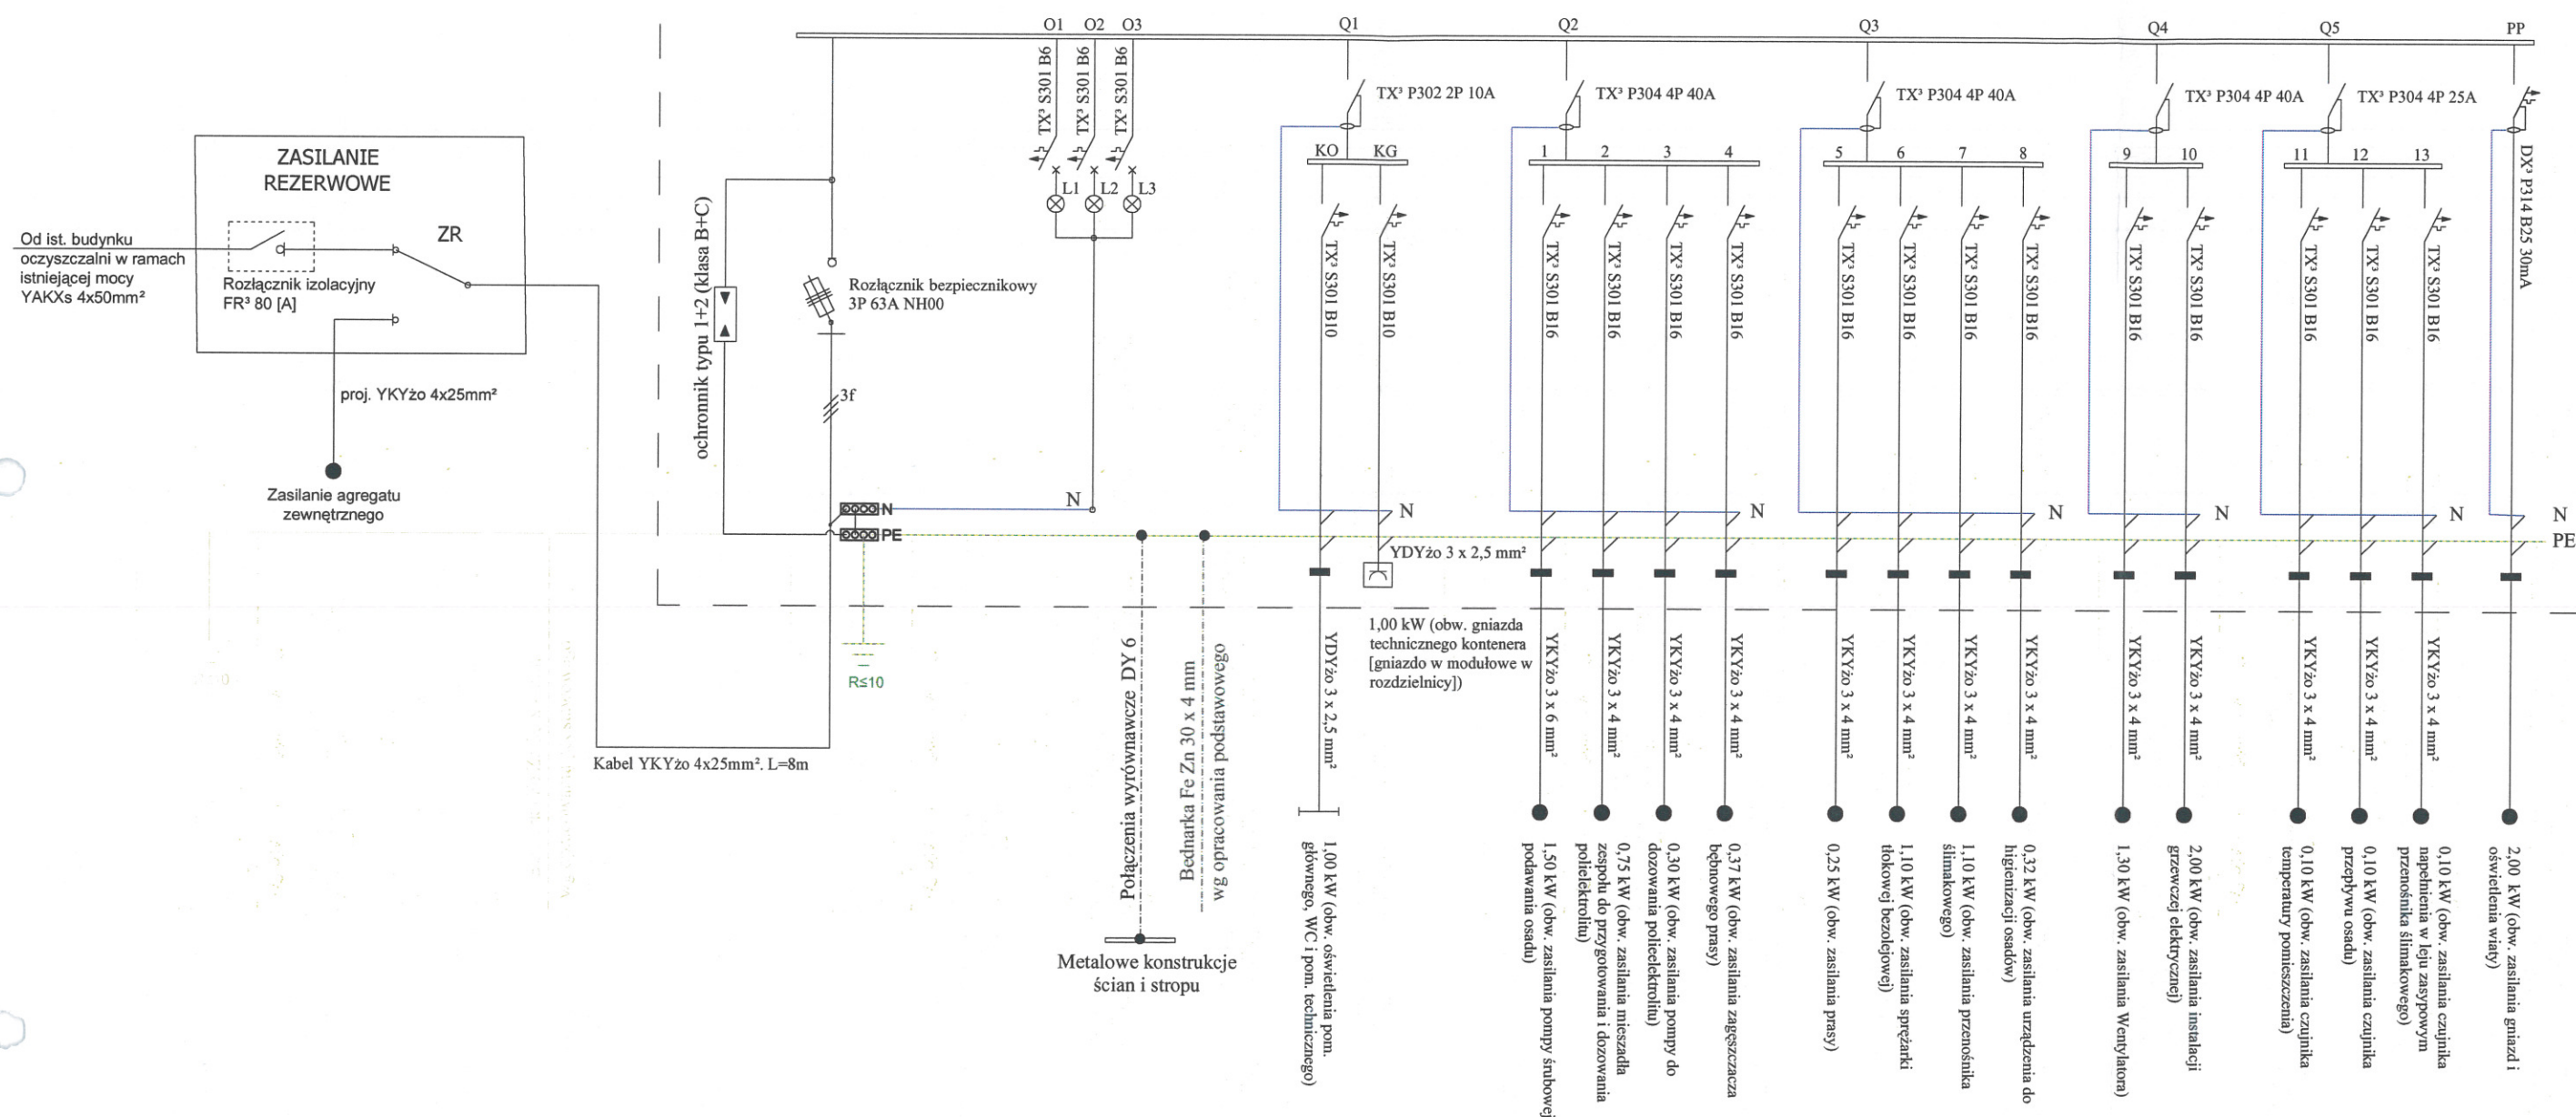 O1 O2 O3 Q1 Q2 Q3 Q4 Q5 PP
ZASILANIE
REZERWOWE
ZR
Od ist. budynku
oczyszczalni w ramach
istniejącej mocy
YAKXs 4x50mm²
Rozłącznik izolacyjny
FR³ 80 [A]
proj. YKYżo 4x25mm²
Zasilanie agregatu
zewnętrznego
Kabel YKYżo 4x25mm². L=8m
ochronnik typu 1+2 (klasa B+C)
Rozłącznik bezpiecznikowy
3P 63A NH00
3f
N
PE
R≤10
TX³ S301 B6
TX³ S301 B6
TX³ S301 B6
L1
L2
L3
N
Połączenia wyrównawcze DY 6
Bednarka Fe Zn 30 x 4 mm
wg opracowania podstawowego
Metalowe konstrukcje
ścian i stropu
TX³ P302 2P 10A
KO KG
TX³ S301 B10
TX³ S301 B10
N
YDYżo 3 x 2,5 mm²
1,00 kW (obw. gniazda
technicznego kontenera
[gniazdo w modułowe w
rozdzielnicy])
YDYżo 3 x 2,5 mm²
1,00 kW (obw. oświetlenia pom.
głównego, WC i pom. technicznego)
TX³ P304 4P 40A
1 2 3 4
TX³ S301 B16
TX³ S301 B16
TX³ S301 B16
TX³ S301 B16
N
YKYżo 3 x 6 mm²
YKYżo 3 x 4 mm²
YKYżo 3 x 4 mm²
YKYżo 3 x 4 mm²
1,50 kW (obw. zasilania pompy śrubowej
podawania osadu)
0,75 kW (obw. zasilania mieszadła
zespołu do przygotowania i dozowania
polielektrolitu)
0,30 kW (obw. zasilania pompy do
dozowania polieelektrolitu)
0,37 kW (obw. zasilania zagęszczacza
bębnowego prasy)
TX³ P304 4P 40A
5 6 7 8
TX³ S301 B16
TX³ S301 B16
TX³ S301 B16
TX³ S301 B16
N
YKYżo 3 x 4 mm²
YKYżo 3 x 4 mm²
YKYżo 3 x 4 mm²
YKYżo 3 x 4 mm²
0,25 kW (obw. zasilania prasy)
1,10 kW (obw. zasilania sprężarki
tłokowej bezolejowej)
1,10 kW (obw. zasilania przenośnika
ślimakowego)
0,32 kW (obw. zasilania urządzenia do
higienizacji osadów)
TX³ P304 4P 40A
9 10
TX³ S301 B16
TX³ S301 B16
N
YKYżo 3 x 4 mm²
YKYżo 3 x 4 mm²
1,30 kW (obw. zasilania Wentylatora)
2,00 kW (obw. zasilania instalacji
grzewczej elektrycznej)
TX³ P304 4P 25A
11 12 13
TX³ S301 B16
TX³ S301 B16
TX³ S301 B16
N
YKYżo 3 x 4 mm²
YKYżo 3 x 4 mm²
YKYżo 3 x 4 mm²
0,10 kW (obw. zasilania czujnika
temperatury pomieszczenia)
0,10 kW (obw. zasilania czujnika
przepływu osadu)
0,10 kW (obw. zasilania czujnika
napełnienia w leju zasypowym
przenośnika ślimakowego)
DX³ P314 B25 30mA
N
PE
2,00 kW (obw. zasilania gniazd i
oświetlenia wiaty)